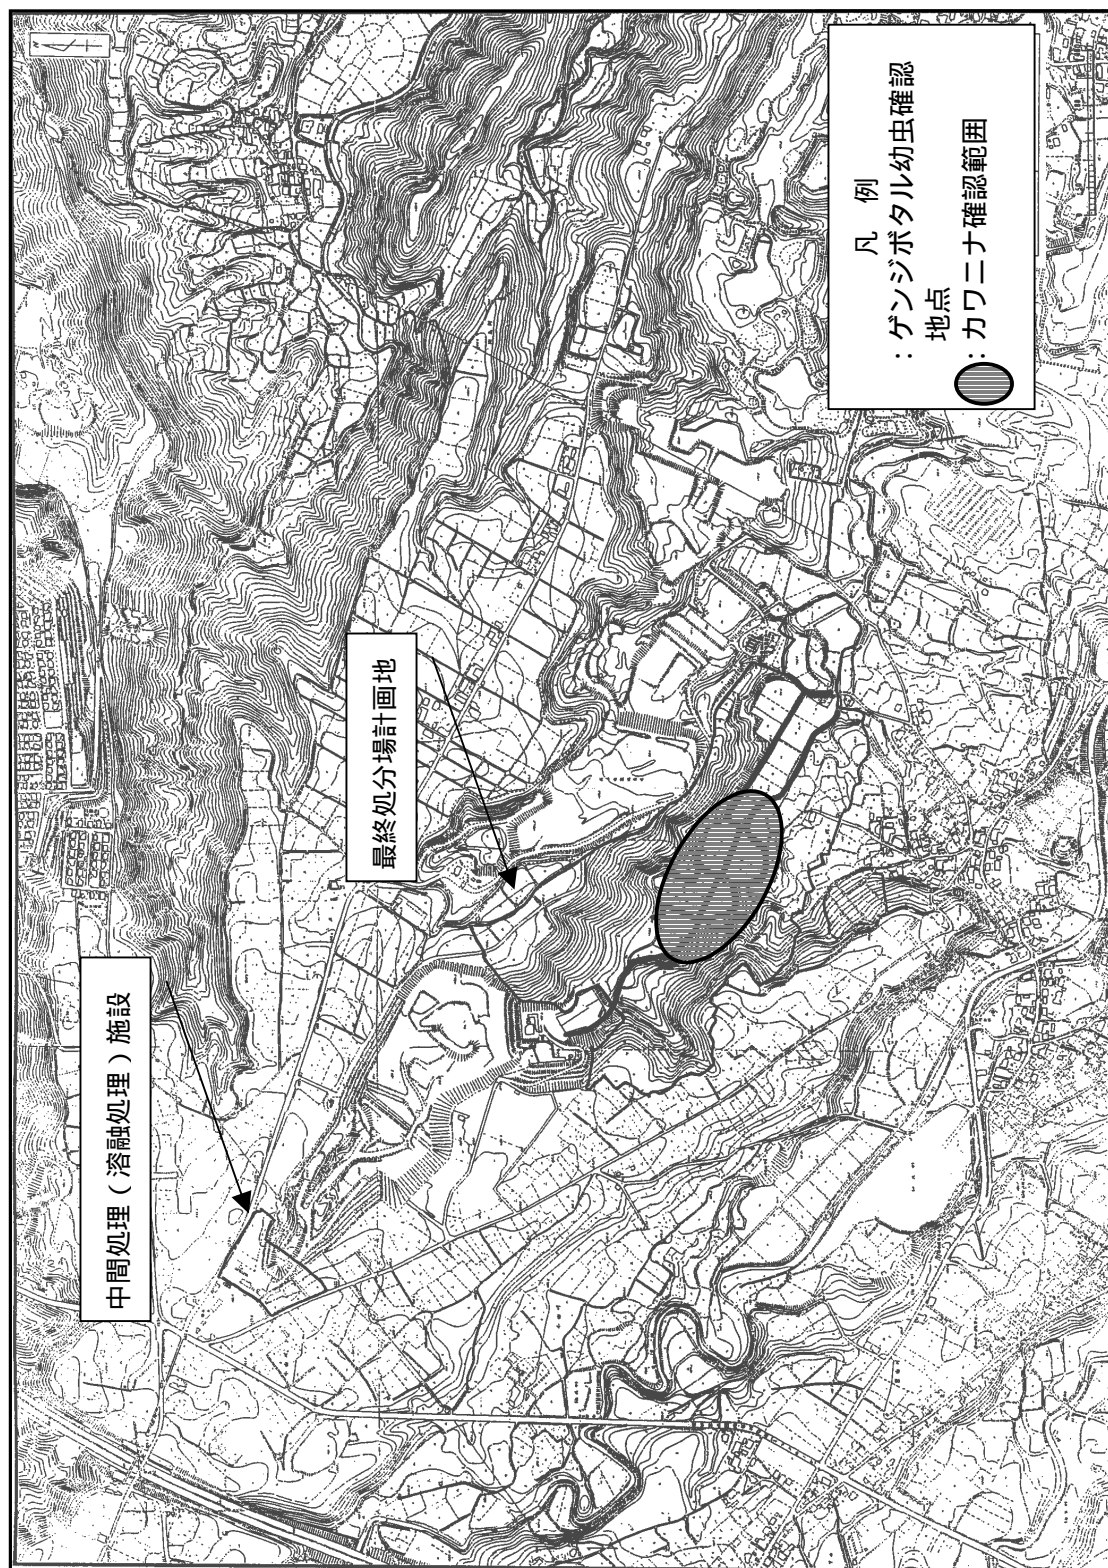 中間処理（溶融処理）施設
最終処分場計画地
凡　例
：ゲンジボタル幼虫確認
地点
：カワニナ確認範囲